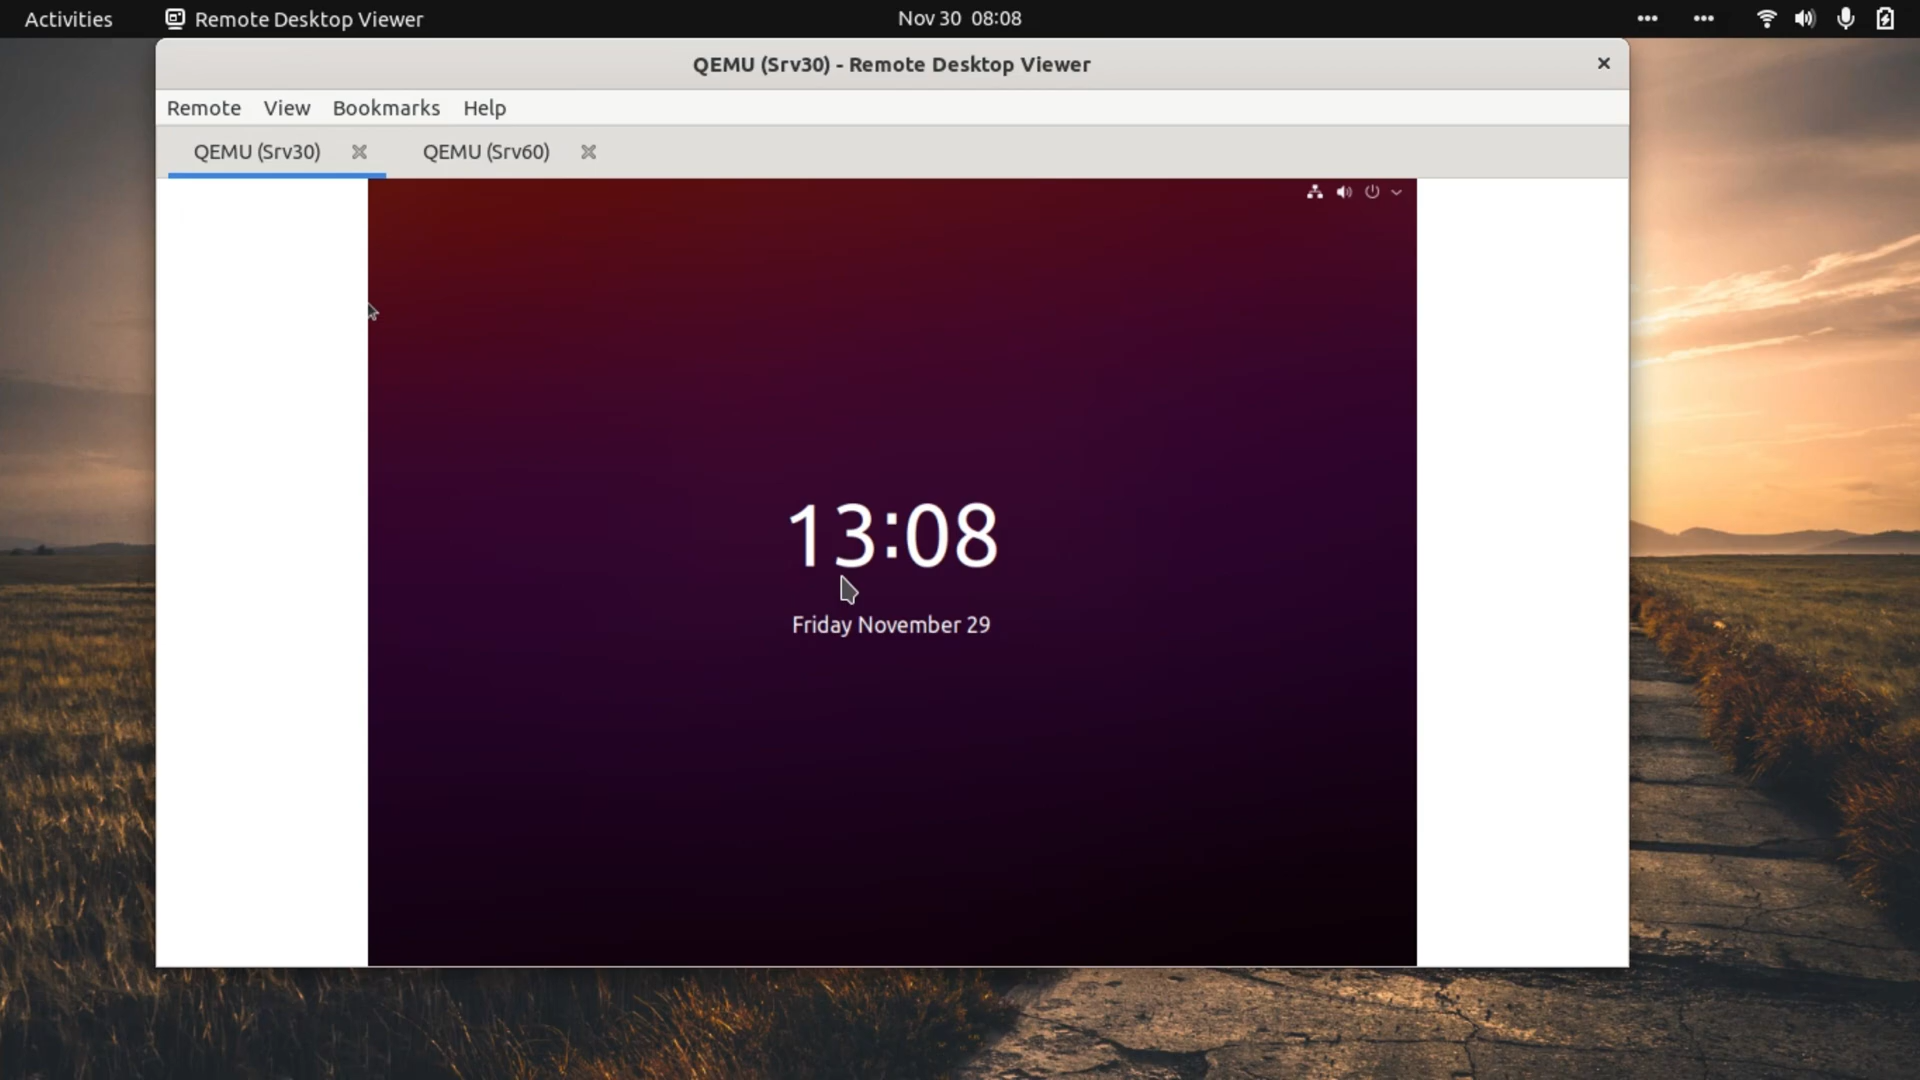 Activities Remote Desktop Viewer Nov 30 08:08
QEMU (Srv30) - Remote Desktop Viewer
Remote View Bookmarks Help
QEMU (Srv30) QEMU (Srv60)
13:08
Friday November 29